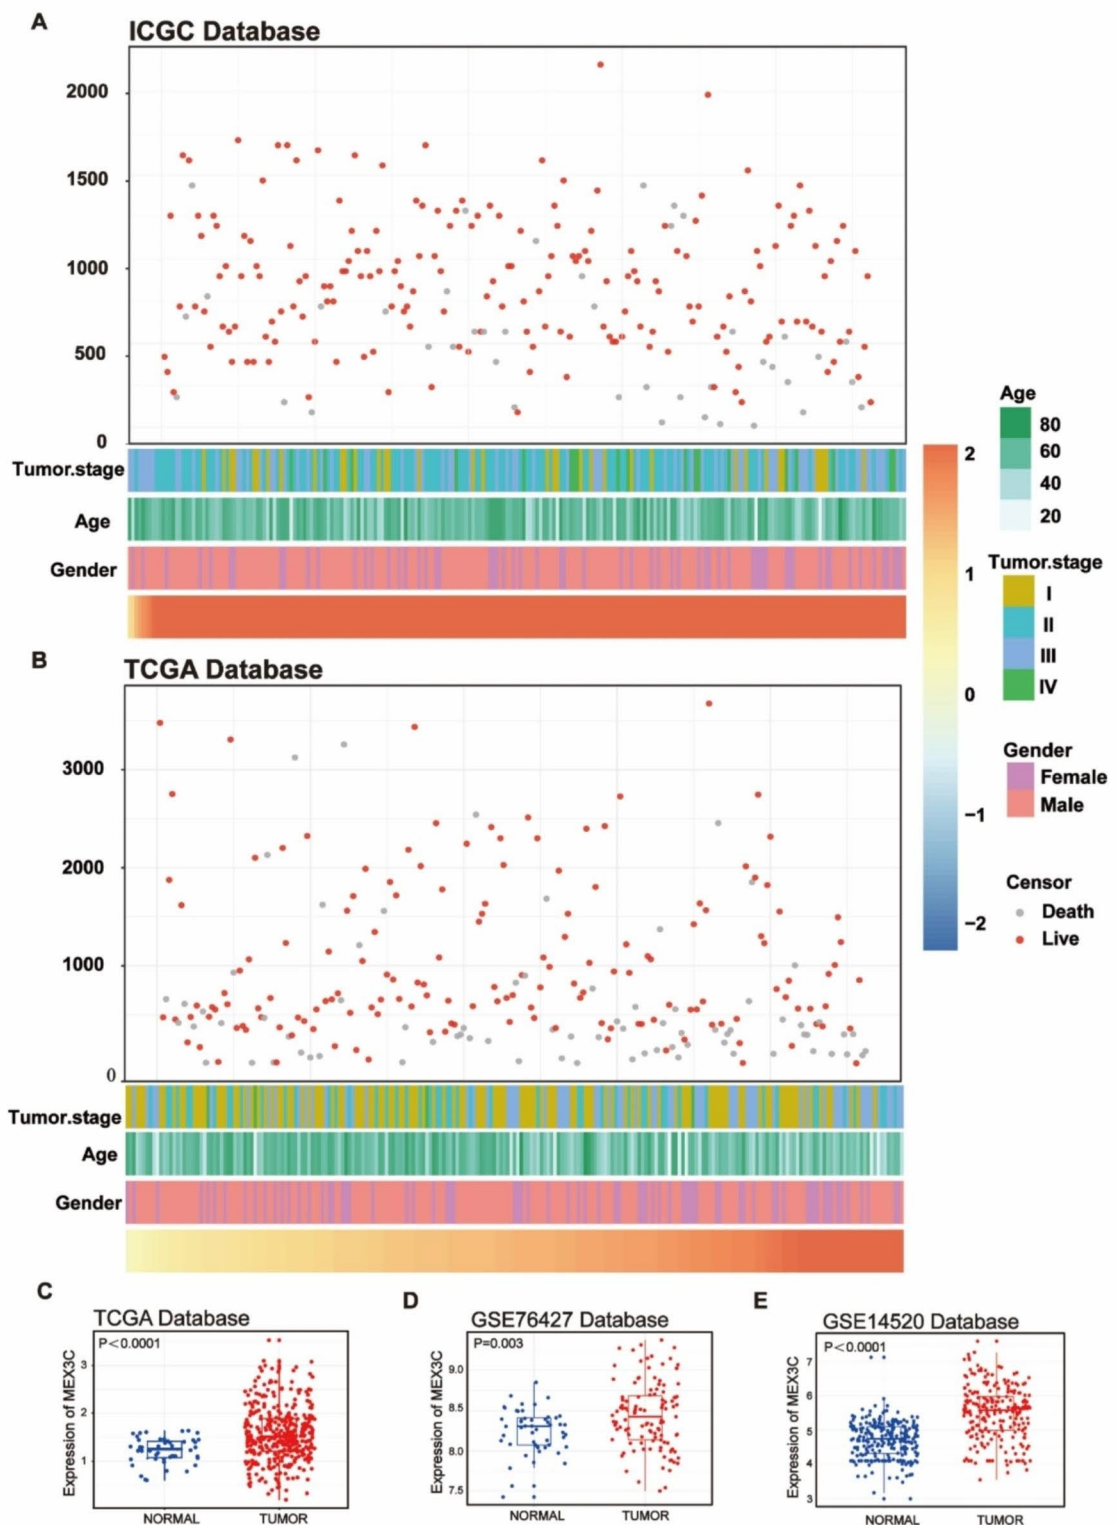 A
ICGC Database
2000
1500
1000
500
0
Tumor.stage
Age
Gender
2
1
0
−1
−2
Age
80
60
40
20
Tumor.stage
I
II
III
IV
Gender
Female
Male
Censor
Death
Live
B
TCGA Database
3000
2000
1000
0
Tumor.stage
Age
Gender
C
TCGA Database
P<0.0001
Expression of MEX3C
3
2
1
NORMAL
TUMOR
D
GSE76427 Database
P=0.003
Expression of MEX3C
9.0
8.5
8.0
7.5
NORMAL
TUMOR
E
GSE14520 Database
P<0.0001
Expression of MEX3C
7
6
5
4
3
NORMAL
TUMOR